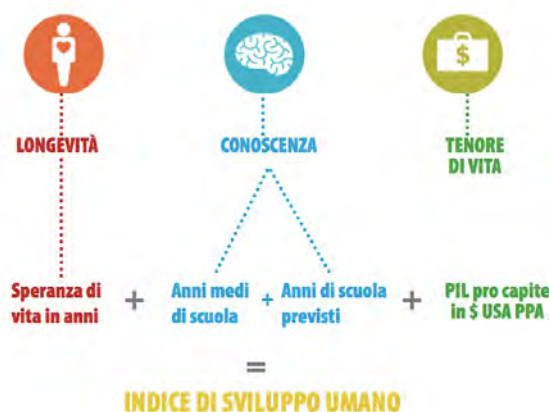 $
LONGEVITÀ
CONOSCENZA
TENORE
DI VITA
Speranza di
vita in anni
+
Anni medi
di scuola
+
Anni di scuola
previsti
+
PIL pro capite
in $ USA PPA
=
INDICE DI SVILUPPO UMANO